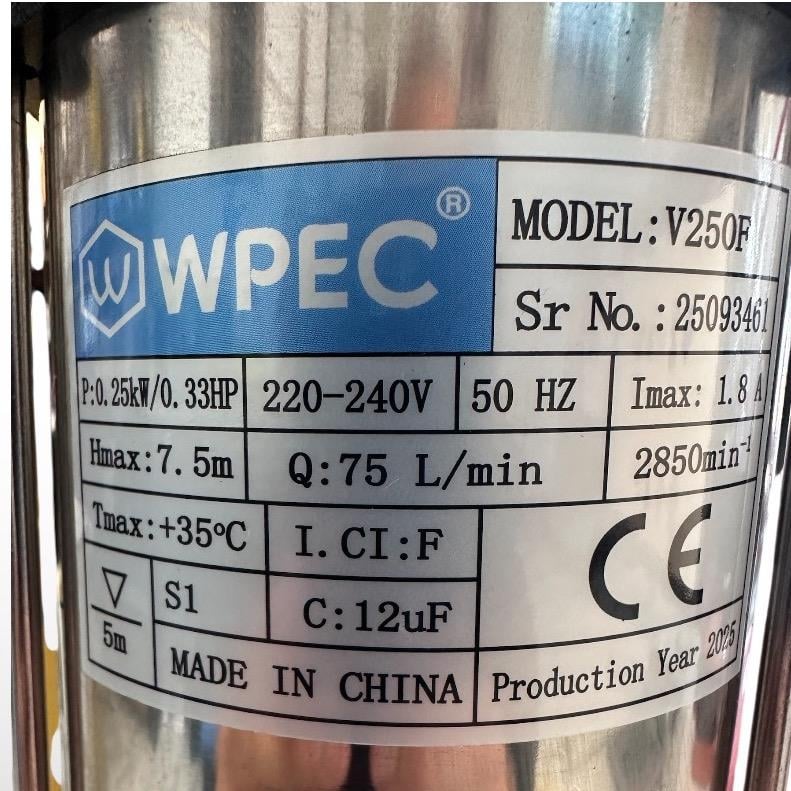 WPEC®
MODEL:V250F
Sr No.:25093461
P:0.25kW/0.33HP 220-240V 50 HZ Imax: 1.8 A
Hmax:7.5m Q:75 L/min 2850min⁻¹
Tmax:+35ºC I.CI:F CE
▽ 5m S1 C:12uF
MADE IN CHINA Production Year 2025